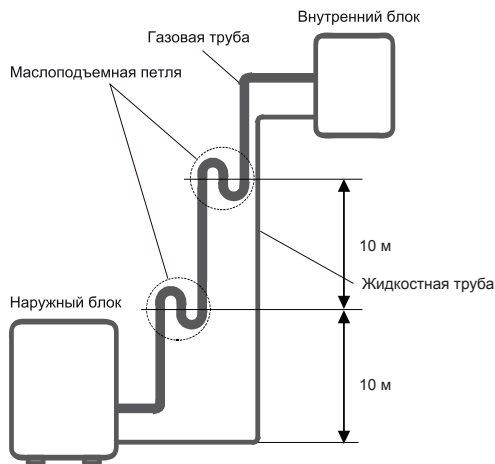 Внутренний блок
Газовая труба
Маслоподъемная петля
10 м
Жидкостная труба
Наружный блок
10 м